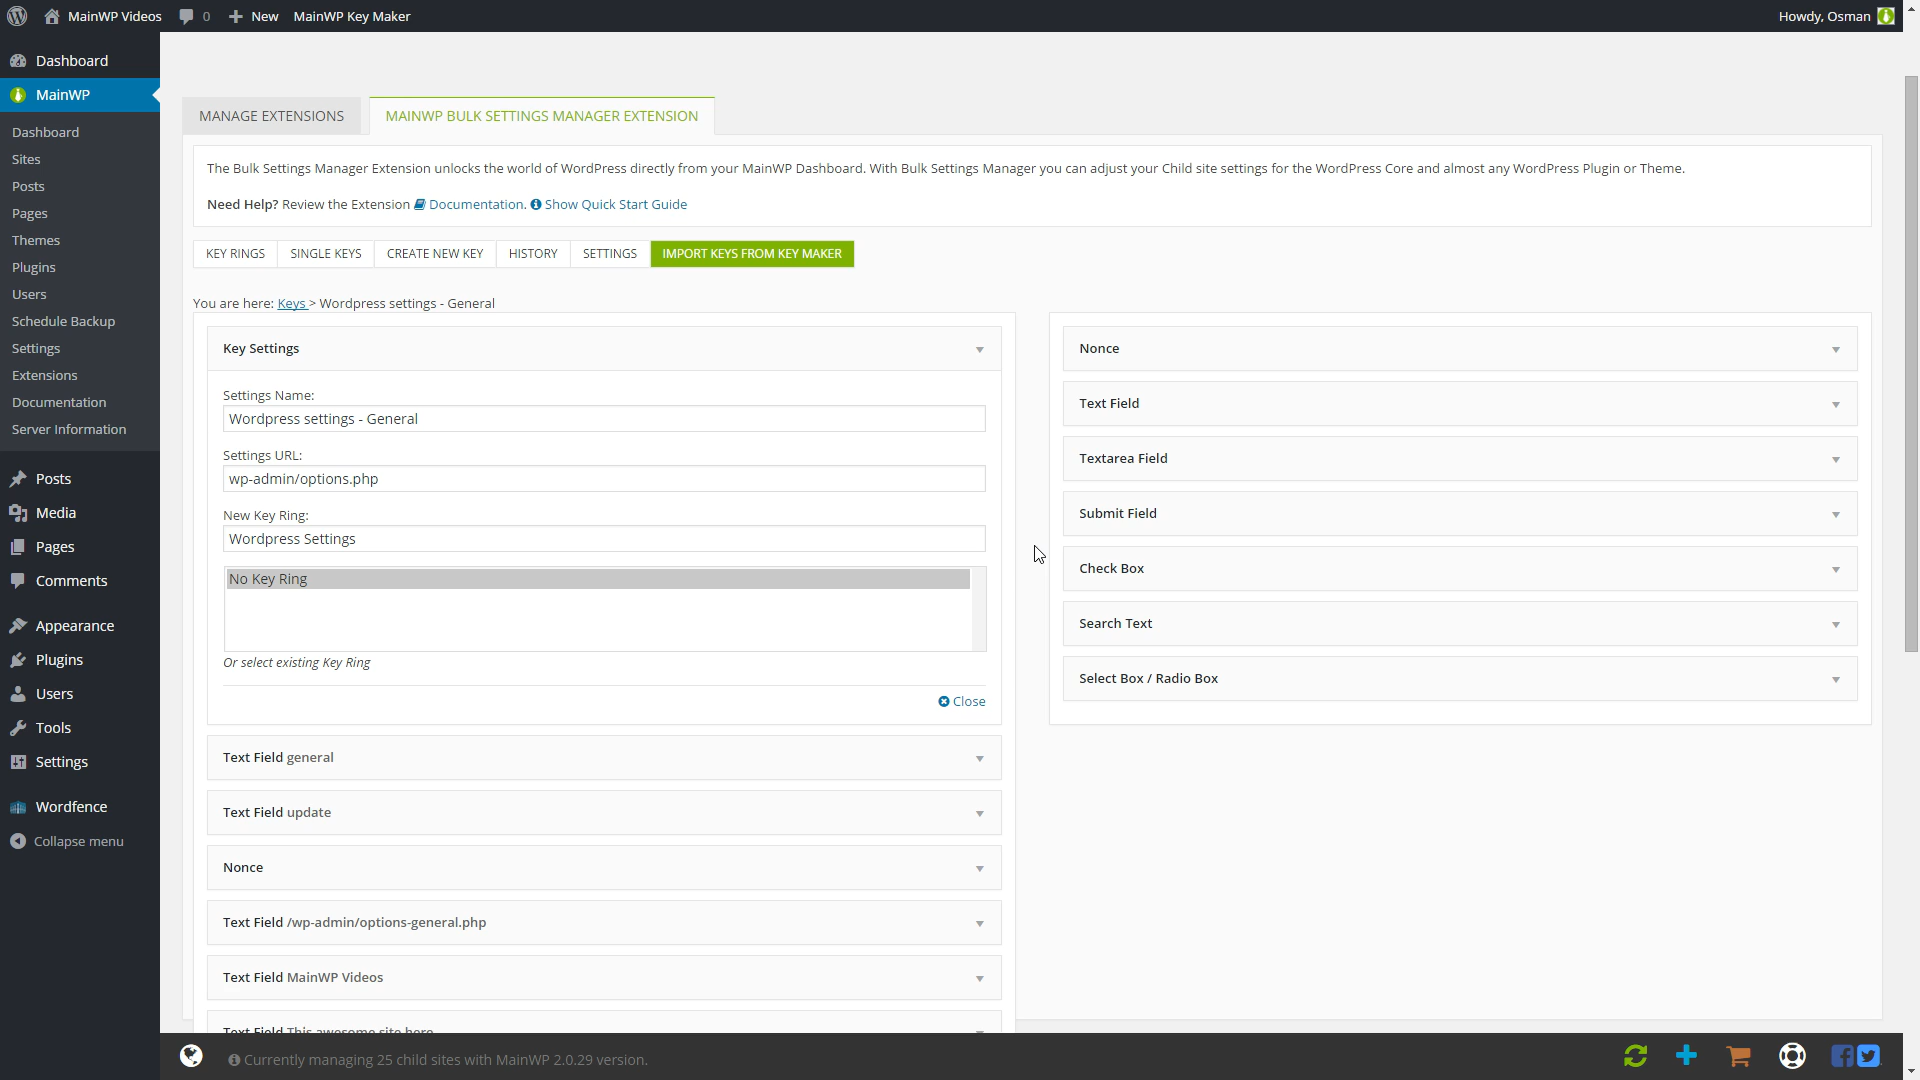 MainWP Videos 0 New MainWP Key Maker Howdy, Osman
Dashboard
MainWP
Dashboard
Sites
Posts
Pages
Themes
Plugins
Users
Schedule Backup
Settings
Extensions
Documentation
Server Information
Posts
Media
Pages
Comments
Appearance
Plugins
Users
Tools
Settings
Wordfence
Collapse menu
MANAGE EXTENSIONS MAINWP BULK SETTINGS MANAGER EXTENSION
The Bulk Settings Manager Extension unlocks the world of WordPress directly from your MainWP Dashboard. With Bulk Settings Manager you can adjust your Child site settings for the WordPress Core and almost any WordPress Plugin or Theme.
Need Help? Review the Extension Documentation. Show Quick Start Guide
KEY RINGS SINGLE KEYS CREATE NEW KEY HISTORY SETTINGS IMPORT KEYS FROM KEY MAKER
You are here: Keys > Wordpress settings - General
Key Settings
Settings Name:
Wordpress settings - General
Settings URL:
wp-admin/options.php
New Key Ring:
Wordpress Settings
No Key Ring
Or select existing Key Ring
Close
Text Field general
Text Field update
Nonce
Text Field /wp-admin/options-general.php
Text Field MainWP Videos
Text Field This awesome site here
Nonce
Text Field
Textarea Field
Submit Field
Check Box
Search Text
Select Box / Radio Box
Currently managing 25 child sites with MainWP 2.0.29 version.